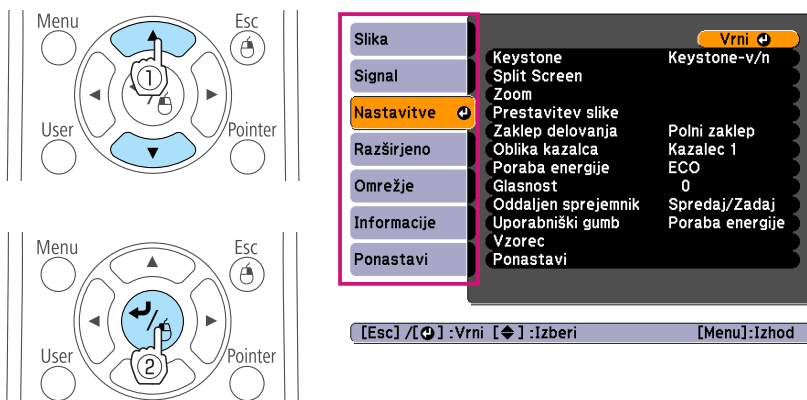 Menu
Esc
1
User
Pointer
Menu
Esc
User
Pointer
2
Slika
Signal
Nastavitve
Razširjeno
Omrežje
Informacije
Ponastavi
Vrni
Keystone Keystone-v/n
Split Screen
Zoom
Prestavitev slike
Zaklep delovanja Polni zaklep
Oblika kazalca Kazalec 1
Poraba energije ECO
Glasnost 0
Oddaljen sprejemnik Spredaj/Zadaj
Uporabniški gumb Poraba energije
Vzorec
Ponastavi
[Esc] /[ ] :Vrni [ ] :Izberi [Menu]:Izhod